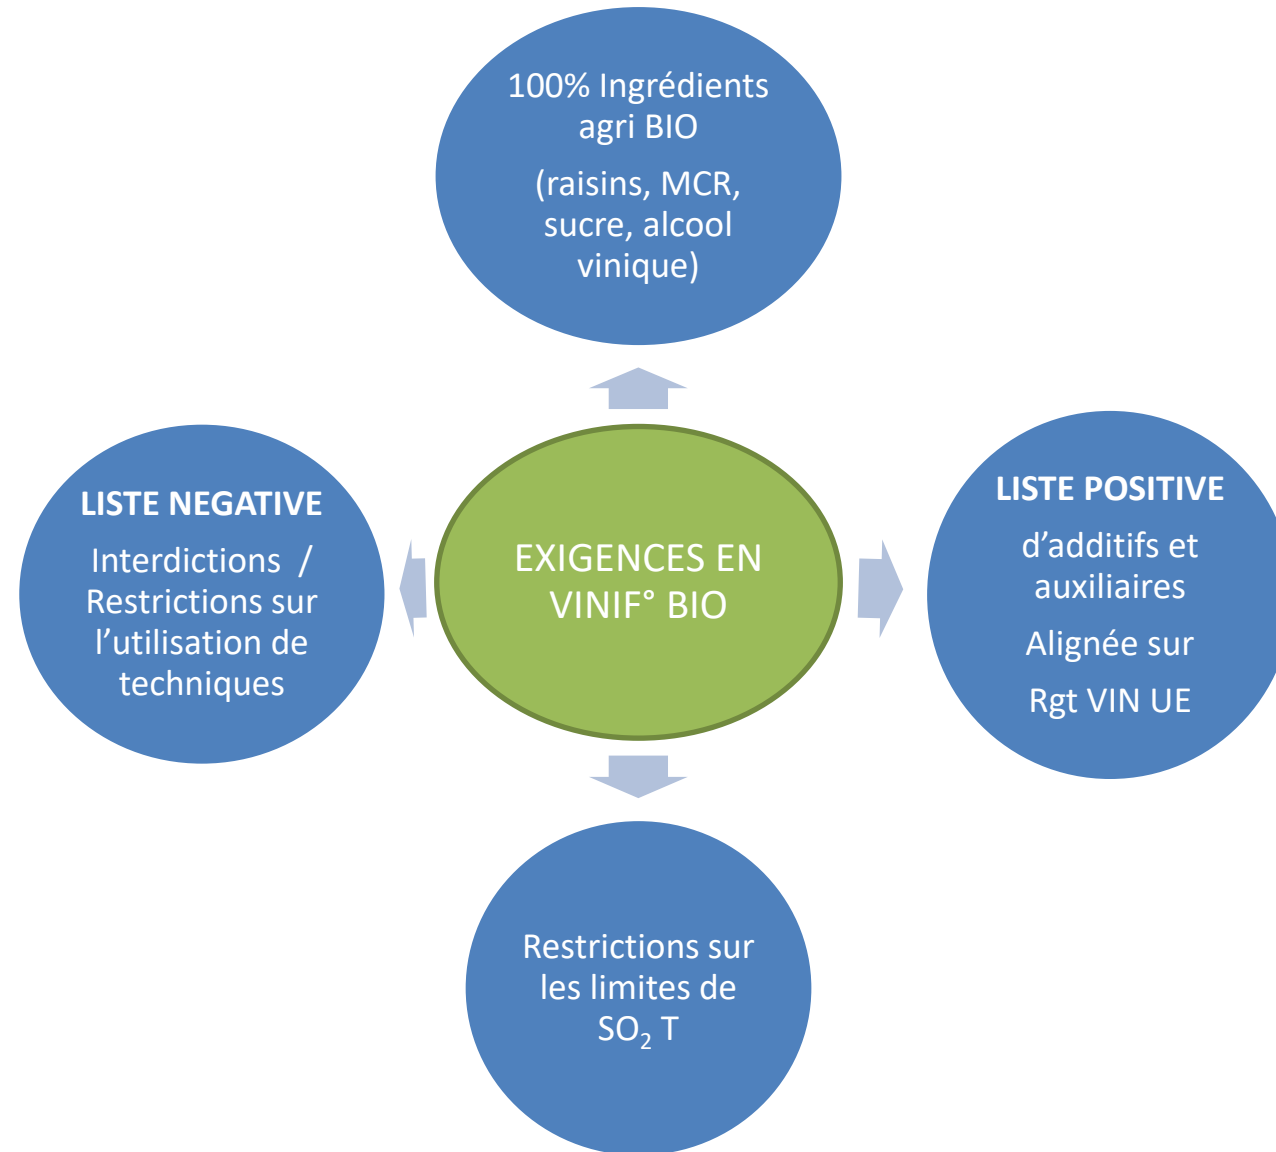 100% Ingrédients
agri BIO
(raisins, MCR,
sucre, alcool
vinique)
LISTE NEGATIVE
Interdictions /
Restrictions sur
l'utilisation de
techniques
EXIGENCES EN
VINIF° BIO
LISTE POSITIVE
d'additifs et
auxiliaires
Alignée sur
Rgt VIN UE
Restrictions sur
les limites de
SO₂ T